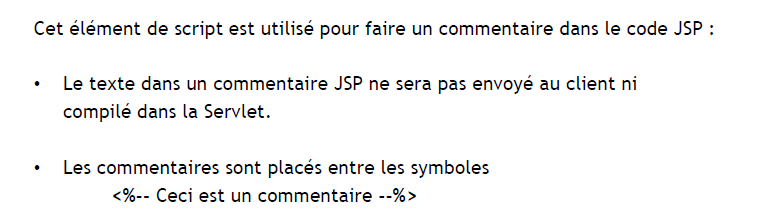 Cet élément de script est utilisé pour faire un commentaire dans le code JSP :
• Le texte dans un commentaire JSP ne sera pas envoyé au client ni
compilé dans la Servlet.
• Les commentaires sont placés entre les symboles
<%-- Ceci est un commentaire --%>